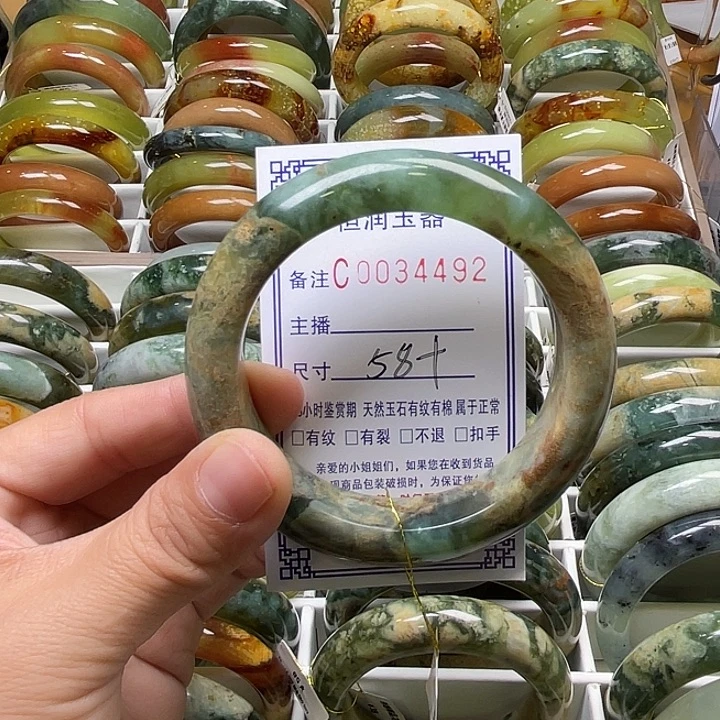 恒润玉器
备注C0034492
主播
尺寸 58+
小时鉴赏期 天然玉石有纹有棉 属于正常
□有纹 □有裂 □不退 □扣手
亲爱的小姐姐们，如果您在收到货品
现商品包装破损时，为保证您